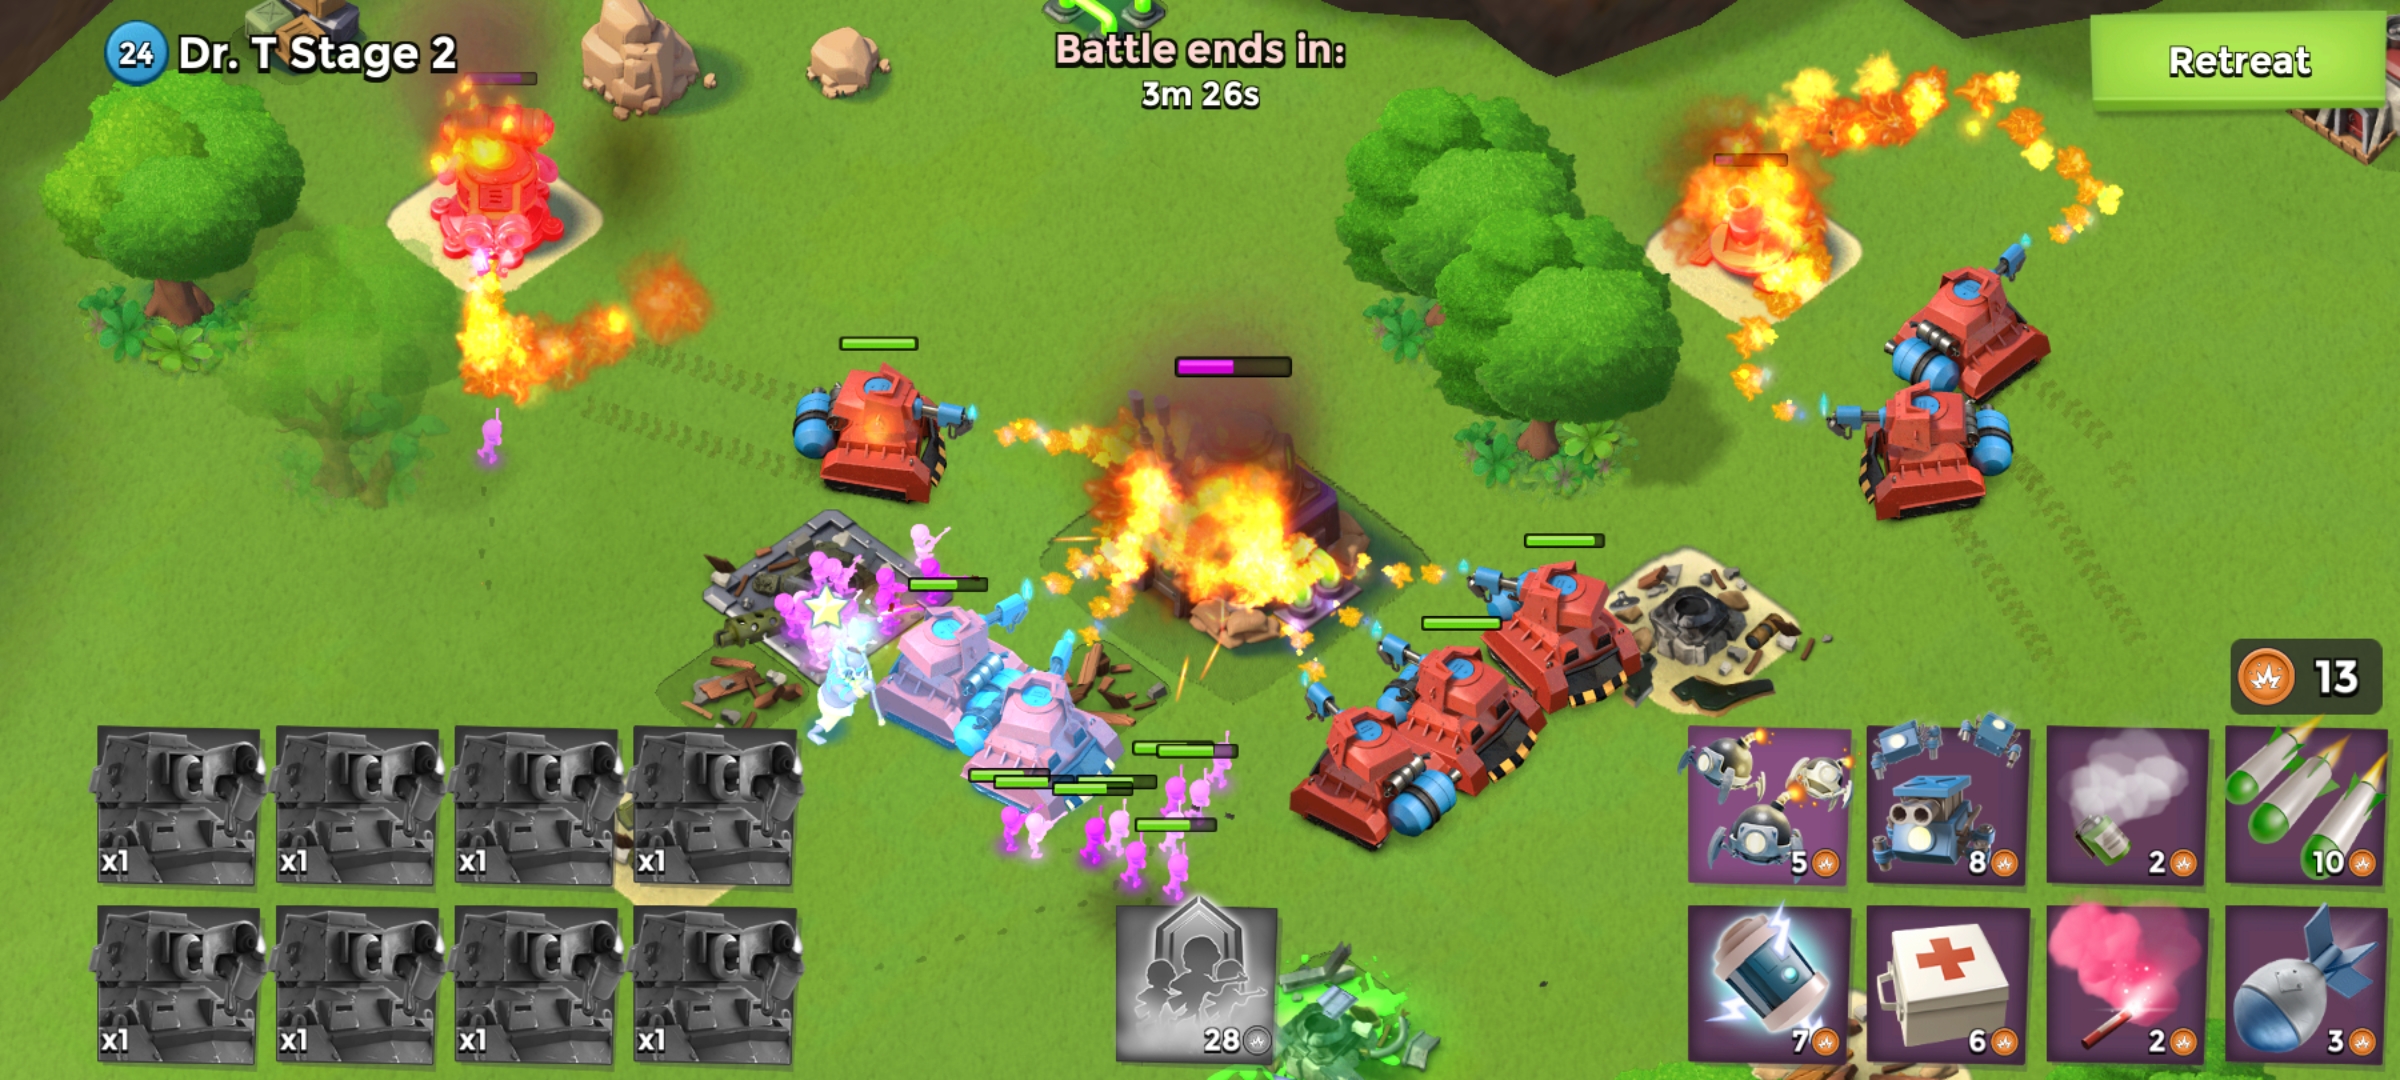 24 Dr. T Stage 2
Battle ends in:
3m 26s
Retreat
13
x1 x1 x1 x1
5 8 2 10
x1 x1 x1 x1
28
7 6 2 3